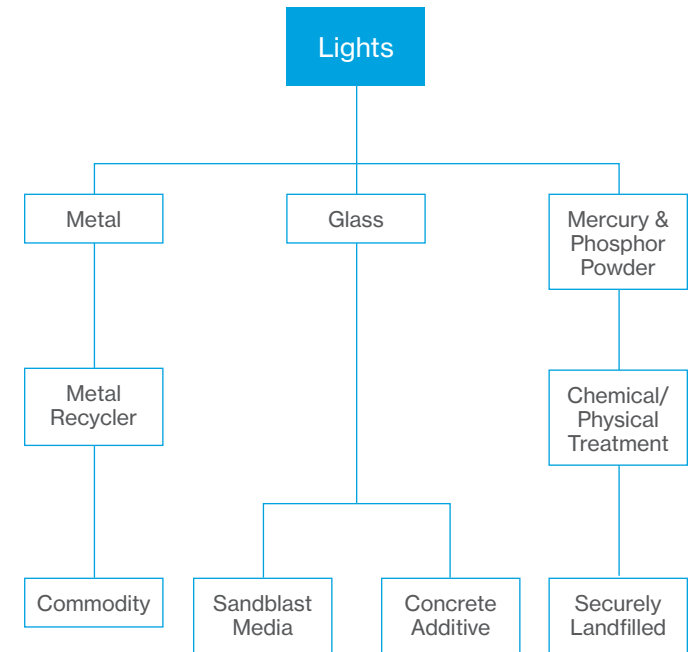 Lights
Metal
Glass
Mercury &
Phosphor
Powder
Metal
Recycler
Chemical/
Physical
Treatment
Commodity
Sandblast
Media
Concrete
Additive
Securely
Landfilled